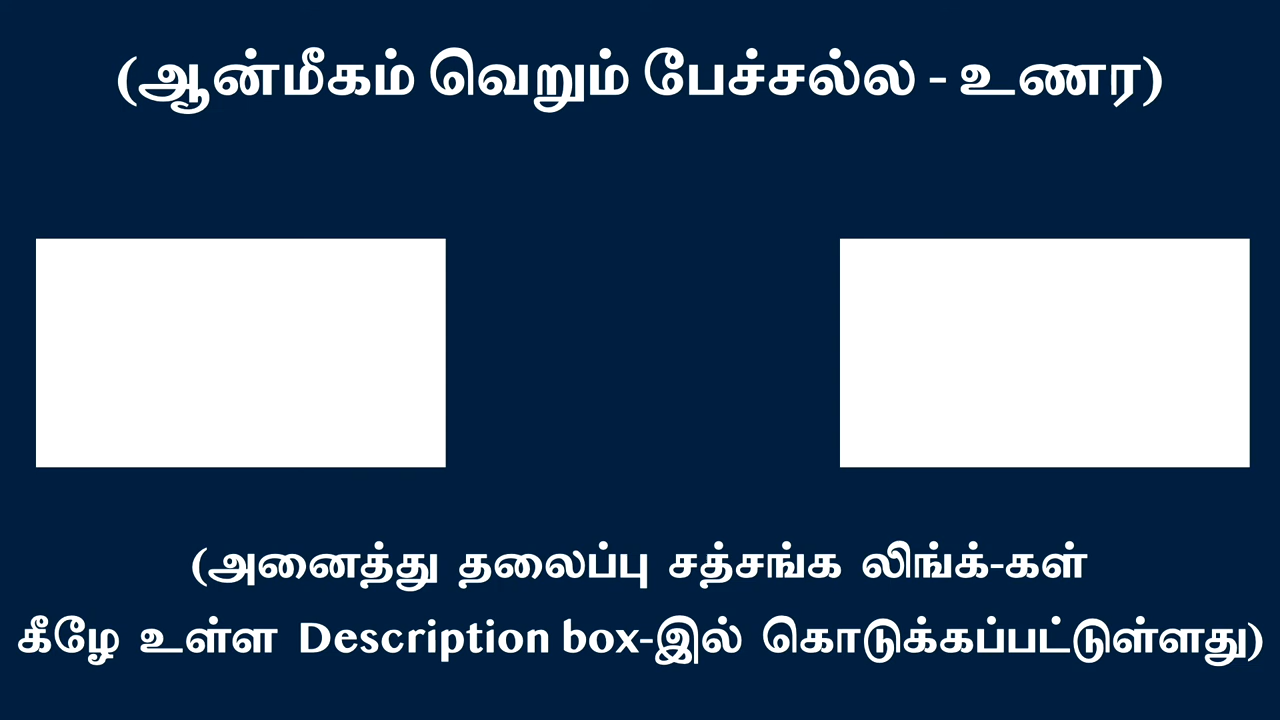 (ஆன்மீகம் வெறும் பேச்சல்ல - உணர)
(அனைத்து தலைப்பு சத்சங்க லிங்க்-கள்
கீழே உள்ள Description box-இல் கொடுக்கப்பட்டுள்ளது)